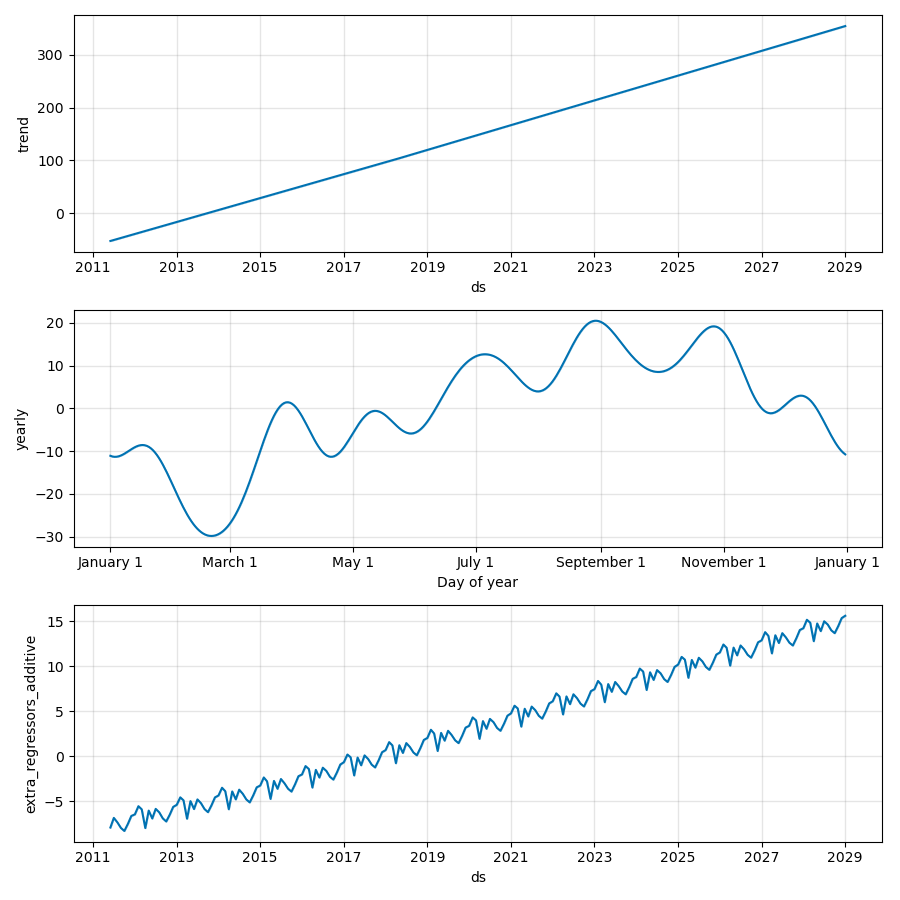 300
200
100
0
trend
2011 2013 2015 2017 2019 2021 2023 2025 2027 2029
ds
20
10
0
−10
−20
−30
yearly
January 1 March 1 May 1 July 1 September 1 November 1 January 1
Day of year
15
10
5
0
−5
extra_regressors_additive
2011 2013 2015 2017 2019 2021 2023 2025 2027 2029
ds